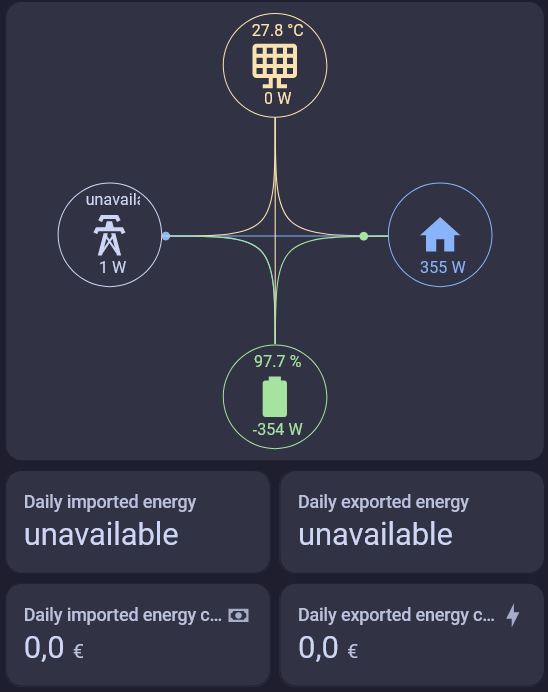 27.8 °C
0 W
unavaila
1 W
355 W
97.7 %
-354 W
Daily imported energy
unavailable
Daily exported energy
unavailable
Daily imported energy c...
0,0 €
Daily exported energy c...
0,0 €